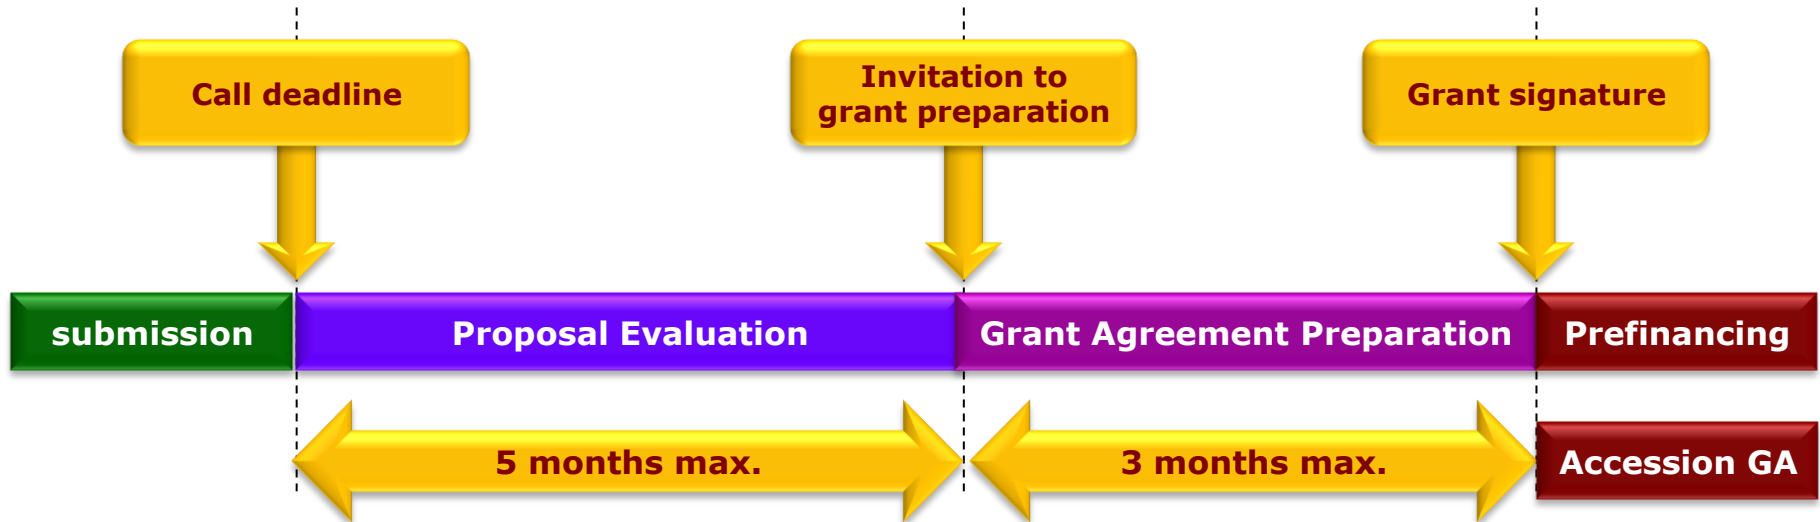 Call deadline
Invitation to
grant preparation
Grant signature
submission
Proposal Evaluation
Grant Agreement Preparation
Prefinancing
5 months max.
3 months max.
Accession GA